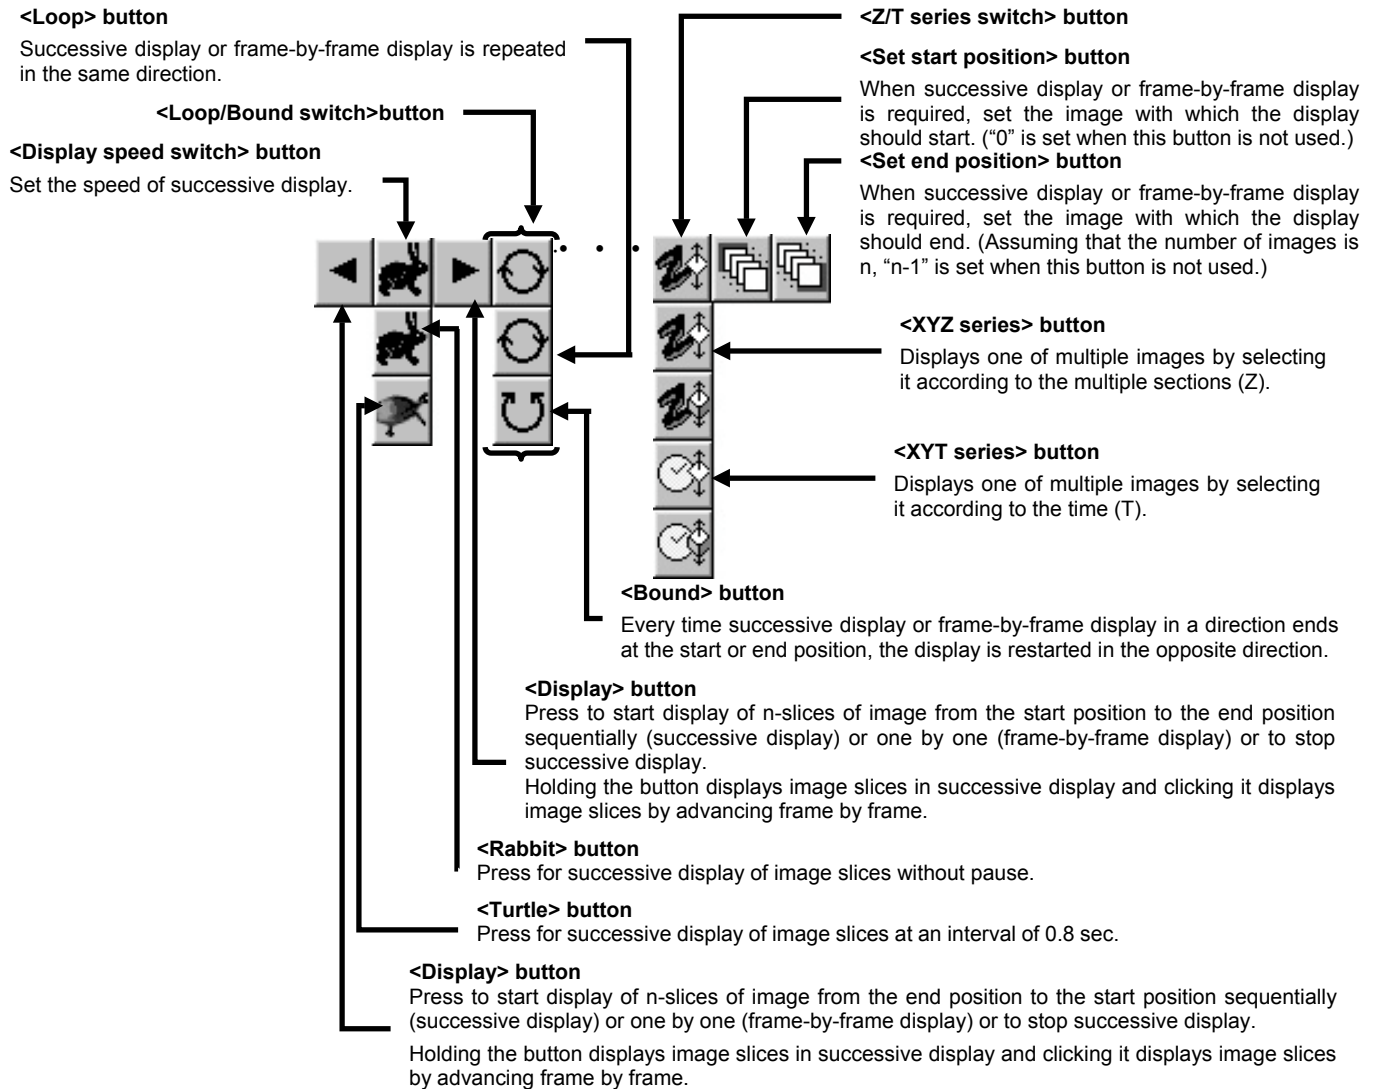 <Loop> button
Successive display or frame-by-frame display is repeated
in the same direction.
<Loop/Bound switch>button
<Display speed switch> button
Set the speed of successive display.
<Z/T series switch> button
<Set start position> button
When successive display or frame-by-frame display
is required, set the image with which the display
should start. (“0” is set when this button is not used.)
<Set end position> button
When successive display or frame-by-frame display
is required, set the image with which the display
should end. (Assuming that the number of images is
n, “n-1” is set when this button is not used.)
<XYZ series> button
Displays one of multiple images by selecting
it according to the multiple sections (Z).
<XYT series> button
Displays one of multiple images by selecting
it according to the time (T).
<Bound> button
Every time successive display or frame-by-frame display in a direction ends
at the start or end position, the display is restarted in the opposite direction.
<Display> button
Press to start display of n-slices of image from the start position to the end position
sequentially (successive display) or one by one (frame-by-frame display) or to stop
successive display.
Holding the button displays image slices in successive display and clicking it displays
image slices by advancing frame by frame.
<Rabbit> button
Press for successive display of image slices without pause.
<Turtle> button
Press for successive display of image slices at an interval of 0.8 sec.
<Display> button
Press to start display of n-slices of image from the end position to the start position sequentially
(successive display) or one by one (frame-by-frame display) or to stop successive display.
Holding the button displays image slices in successive display and clicking it displays image slices
by advancing frame by frame.